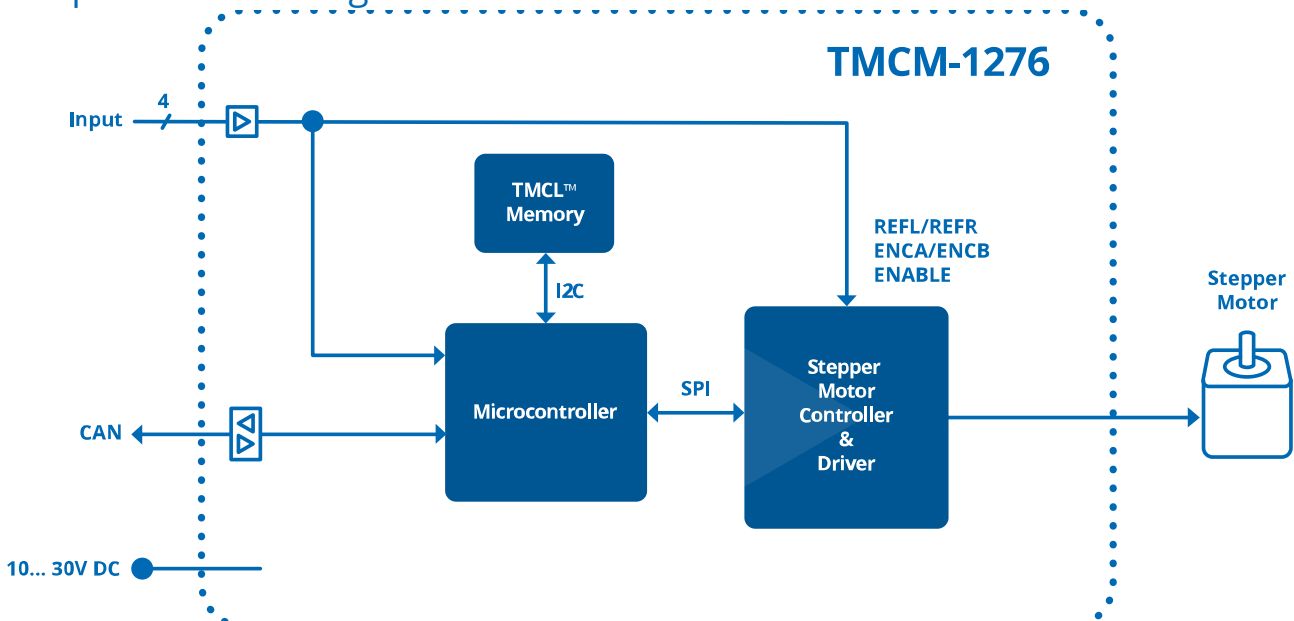 TMCM-1276
4
Input
TMCL™
Memory
REFL/REFR
ENCA/ENCB
ENABLE
I2C
Stepper
Motor
Stepper
Motor
Controller
&
Driver
SPI
Microcontroller
CAN
10... 30V DC